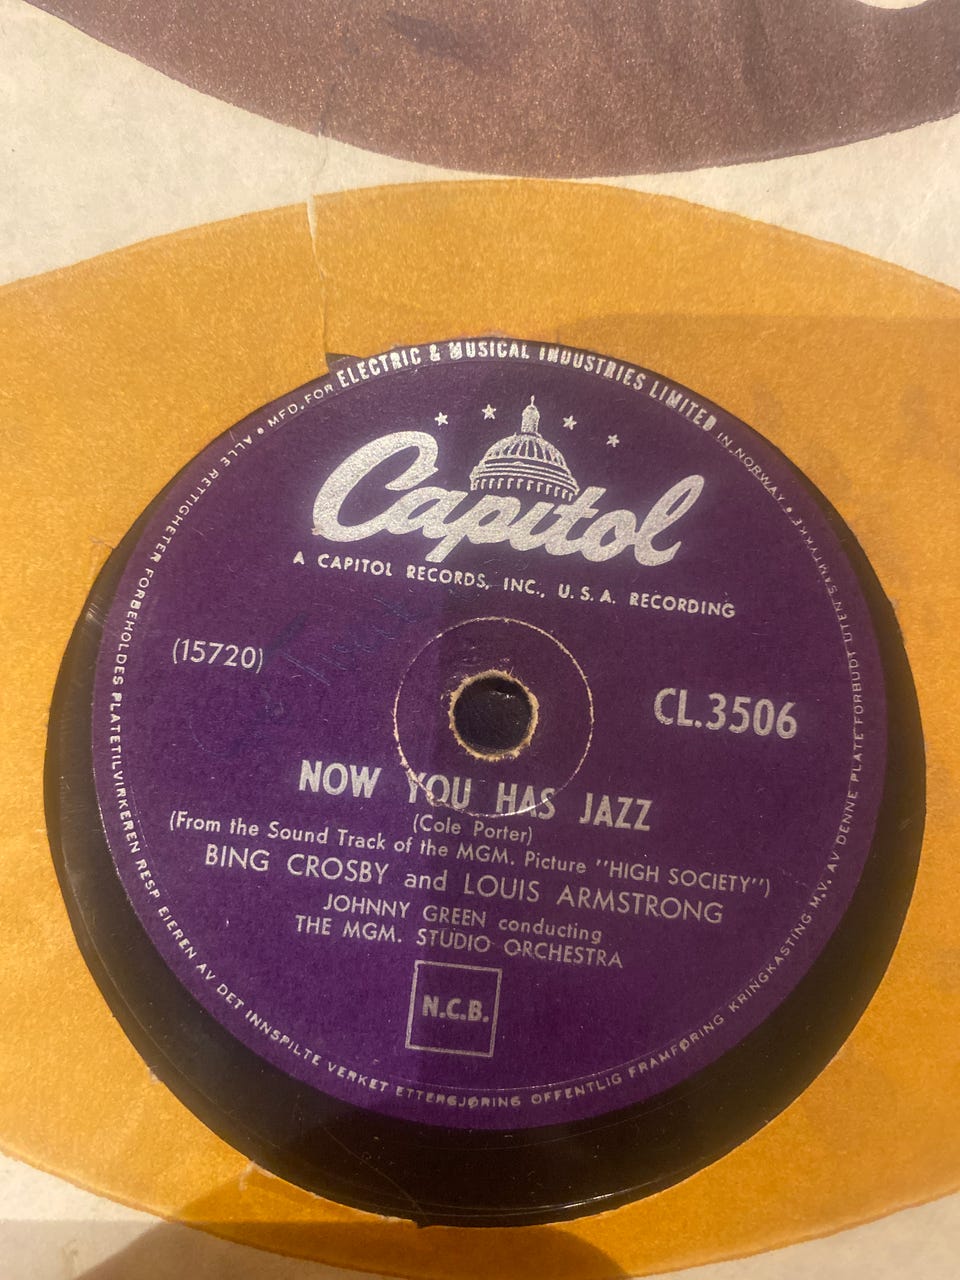 • MFD. FOR ELECTRIC & MUSICAL INDUSTRIES LIMITED IN NORWAY •
ALLE RETTIGHETER FORBEHOLDES PLATETILVIRKEREN RESP EIEREN AV DET INNSPILTE VERKET ETTERGJØRING OFFENTLIG FRAMFØRING KRINGKASTING M.V. AV DENNE PLATE FORBUDT UTEN SAMTYKKE
Capitol
A CAPITOL RECORDS, INC., U.S.A. RECORDING
(15720)
CL.3506
NOW YOU HAS JAZZ
(Cole Porter)
(From the Sound Track of the MGM. Picture "HIGH SOCIETY")
BING CROSBY and LOUIS ARMSTRONG
JOHNNY GREEN conducting
THE MGM. STUDIO ORCHESTRA
N.C.B.